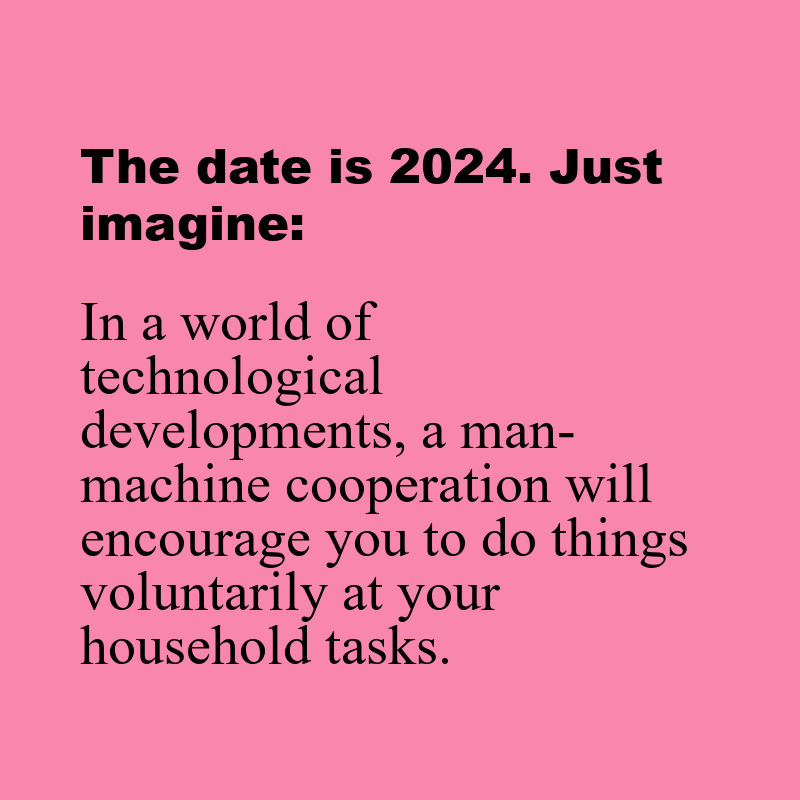 The date is 2024. Just
imagine:
In a world of
technological
developments, a man-
machine cooperation will
encourage you to do things
voluntarily at your
household tasks.